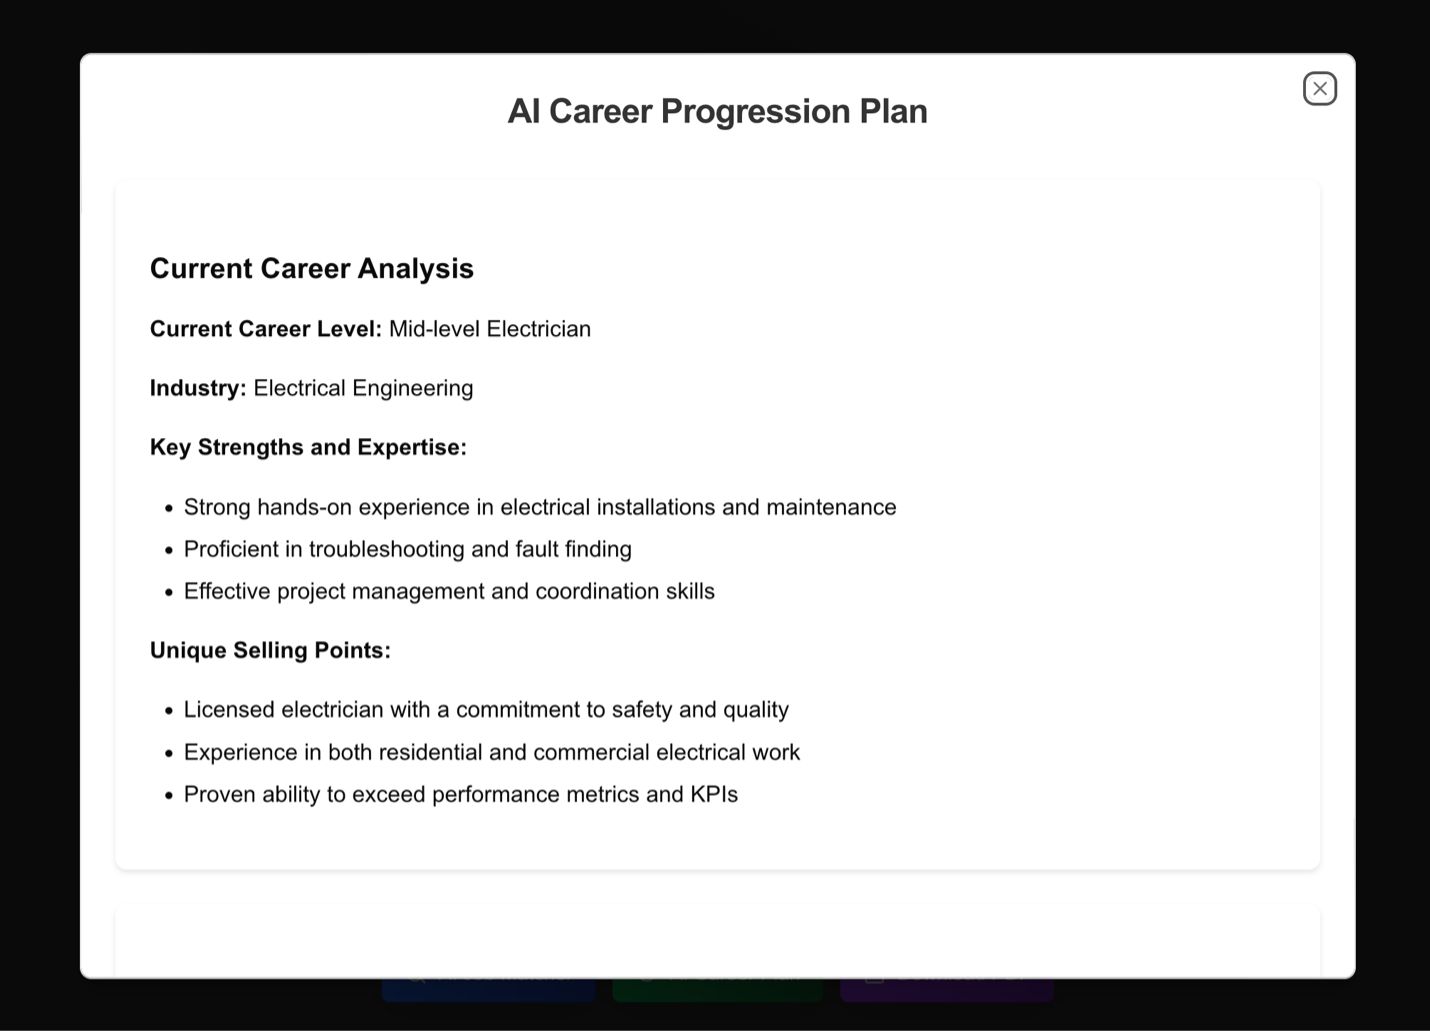 AI Career Progression Plan
Current Career Analysis
Current Career Level: Mid-level Electrician
Industry: Electrical Engineering
Key Strengths and Expertise:
Strong hands-on experience in electrical installations and maintenance
Proficient in troubleshooting and fault finding
Effective project management and coordination skills
Unique Selling Points:
Licensed electrician with a commitment to safety and quality
Experience in both residential and commercial electrical work
Proven ability to exceed performance metrics and KPIs